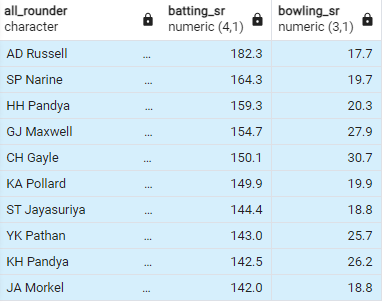 all_rounder batting_sr bowling_sr
character numeric (4,1) numeric (3,1)
AD Russell ... 182.3 17.7
SP Narine ... 164.3 19.7
HH Pandya ... 159.3 20.3
GJ Maxwell ... 154.7 27.9
CH Gayle ... 150.1 30.7
KA Pollard ... 149.9 19.9
ST Jayasuriya ... 144.4 18.8
YK Pathan ... 143.0 25.7
KH Pandya ... 142.5 26.2
JA Morkel ... 142.0 18.8